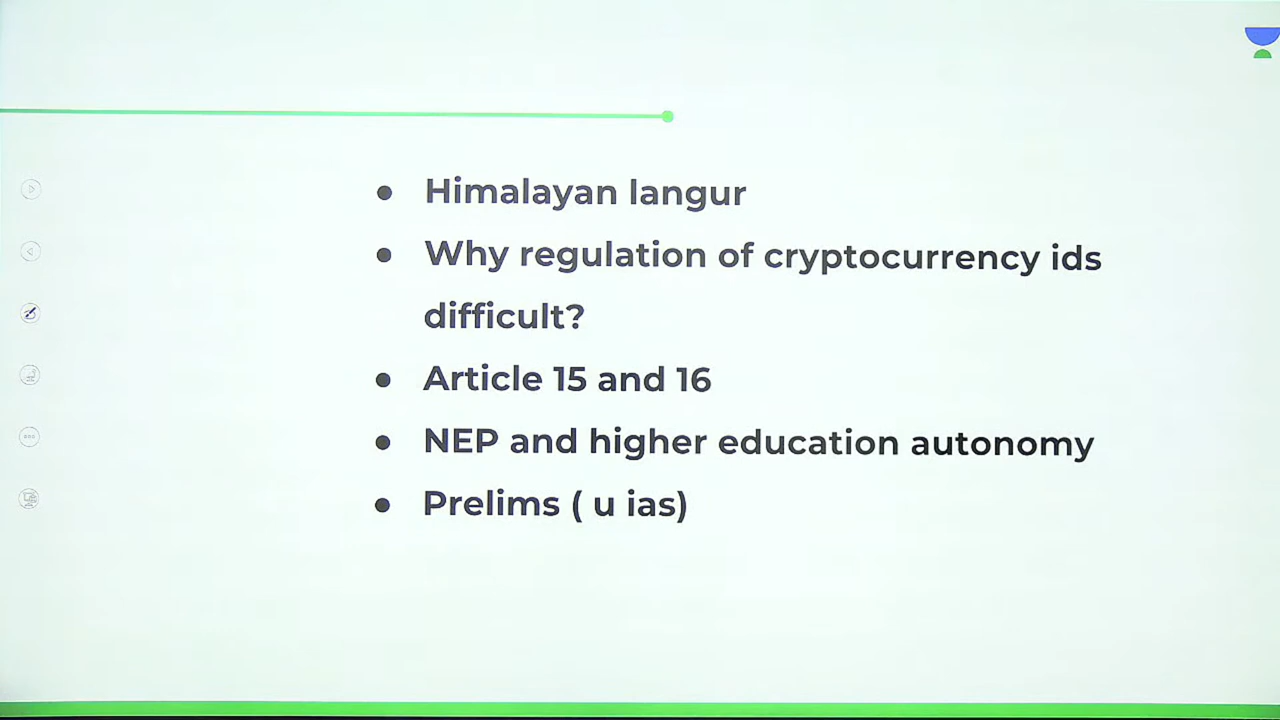 ● Himalayan langur
● Why regulation of cryptocurrency ids
difficult?
● Article 15 and 16
● NEP and higher education autonomy
● Prelims ( u ias)